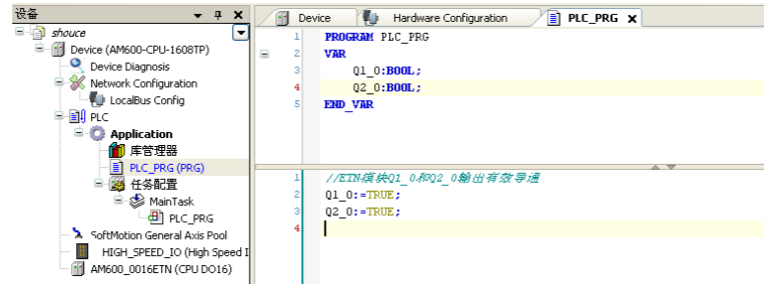 设备
shouce
Device (AM600-CPU-1608TP)
Device Diagnosis
Network Configuration
LocalBus Config
PLC
Application
库管理器
PLC_PRG (PRG)
任务配置
MainTask
PLC_PRG
SoftMotion General Axis Pool
HIGH_SPEED_IO (High Speed I
AM600_0016ETN (CPU DO16)
Device Hardware Configuration PLC_PRG
1 PROGRAM PLC_PRG
2 VAR
3 Q1_0:BOOL;
4 Q2_0:BOOL;
5 END_VAR
1 //ETN模块Q1_0和Q2_0输出有效导通
2 Q1_0:=TRUE;
3 Q2_0:=TRUE;
4